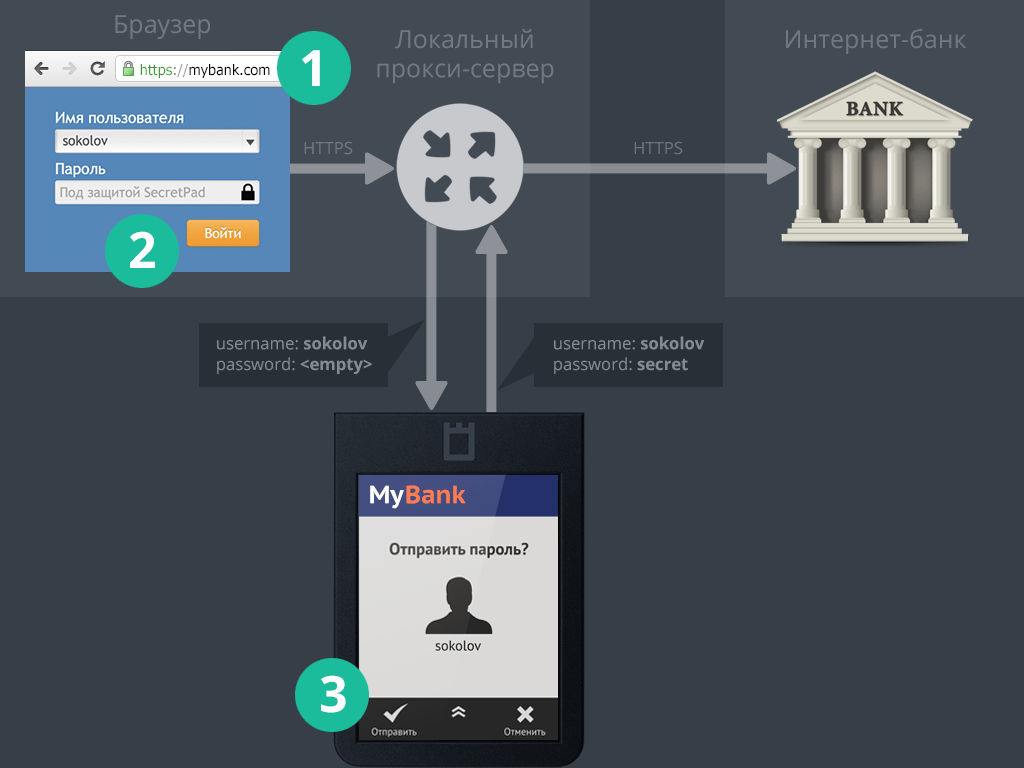 Браузер
Локальный
прокси-сервер
Интернет-банк
https://mybank.com
1
Имя пользователя
sokolov
Пароль
Под защитой SecretPad
Войти
2
HTTPS
HTTPS
BANK
username: sokolov
password: <empty>
username: sokolov
password: secret
MyBank
Отправить пароль?
sokolov
3
Отправить
Отменить